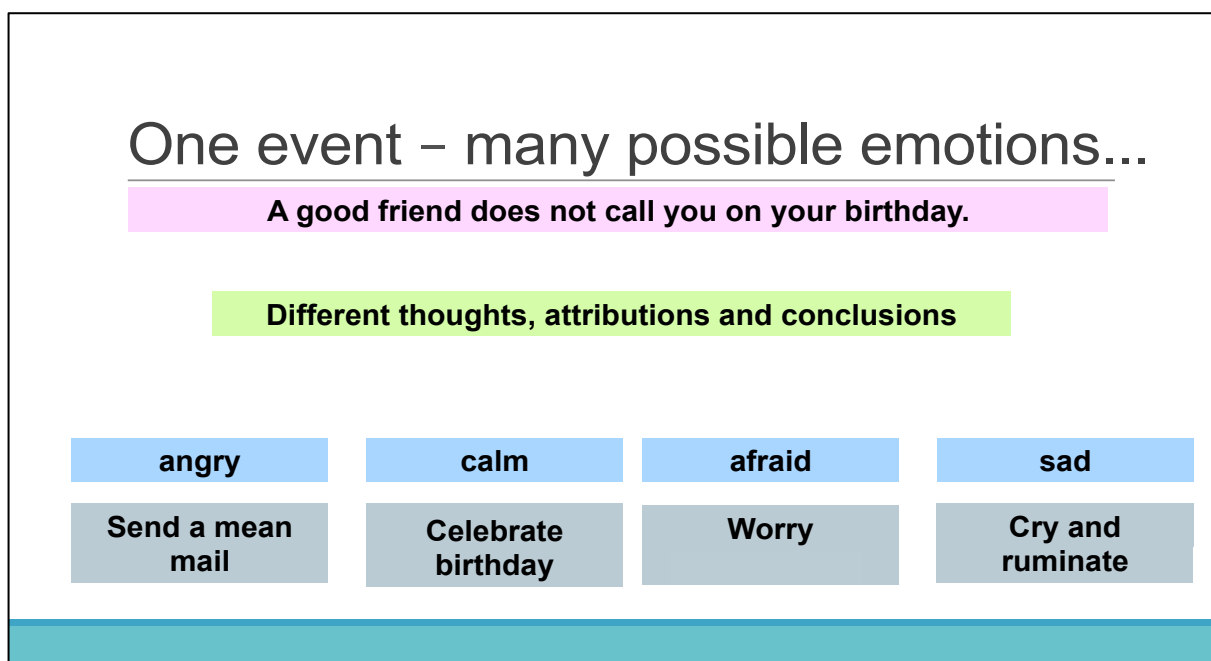 One event – many possible emotions...
A good friend does not call you on your birthday.
Different thoughts, attributions and conclusions
angry
calm
afraid
sad
Send a mean
mail
Celebrate
birthday
Worry
Cry and
ruminate